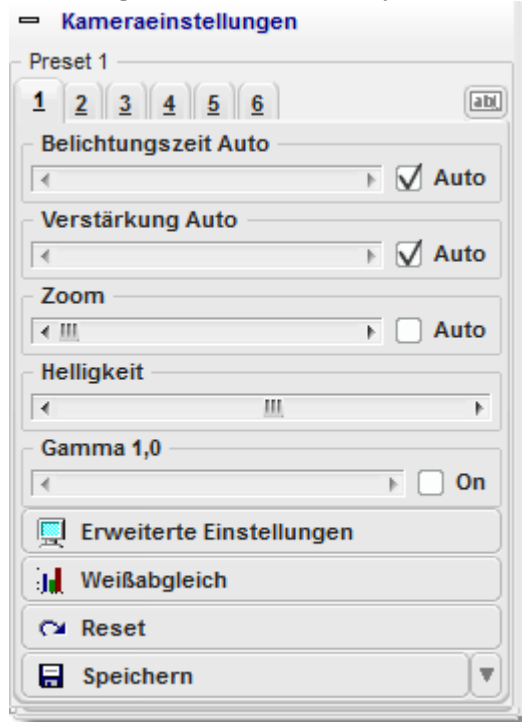 Kameraeinstellungen
Preset 1
1 2 3 4 5 6 ab
Belichtungszeit Auto
Auto
Verstärkung Auto
Auto
Zoom
Auto
Helligkeit
Gamma 1,0
On
Erweiterte Einstellungen
Weißabgleich
Reset
Speichern